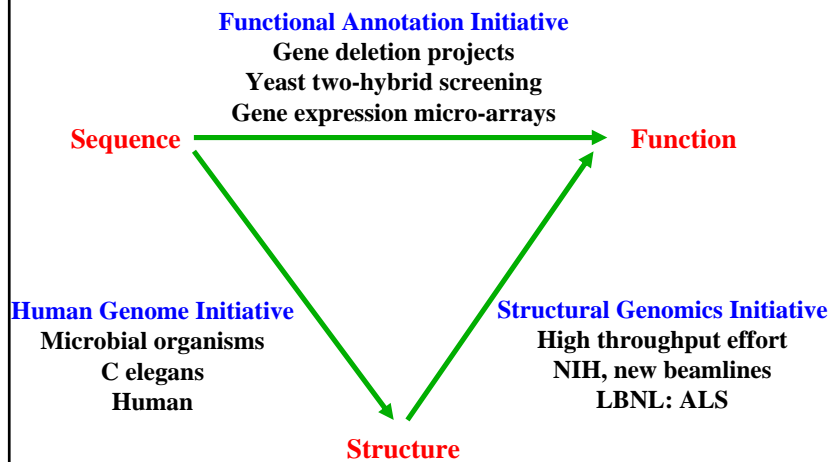 Functional Annotation Initiative
Gene deletion projects
Yeast two-hybrid screening
Gene expression micro-arrays
Sequence
Function
Human Genome Initiative
Microbial organisms
C elegans
Human
Structural Genomics Initiative
High throughput effort
NIH, new beamlines
LBNL: ALS
Structure